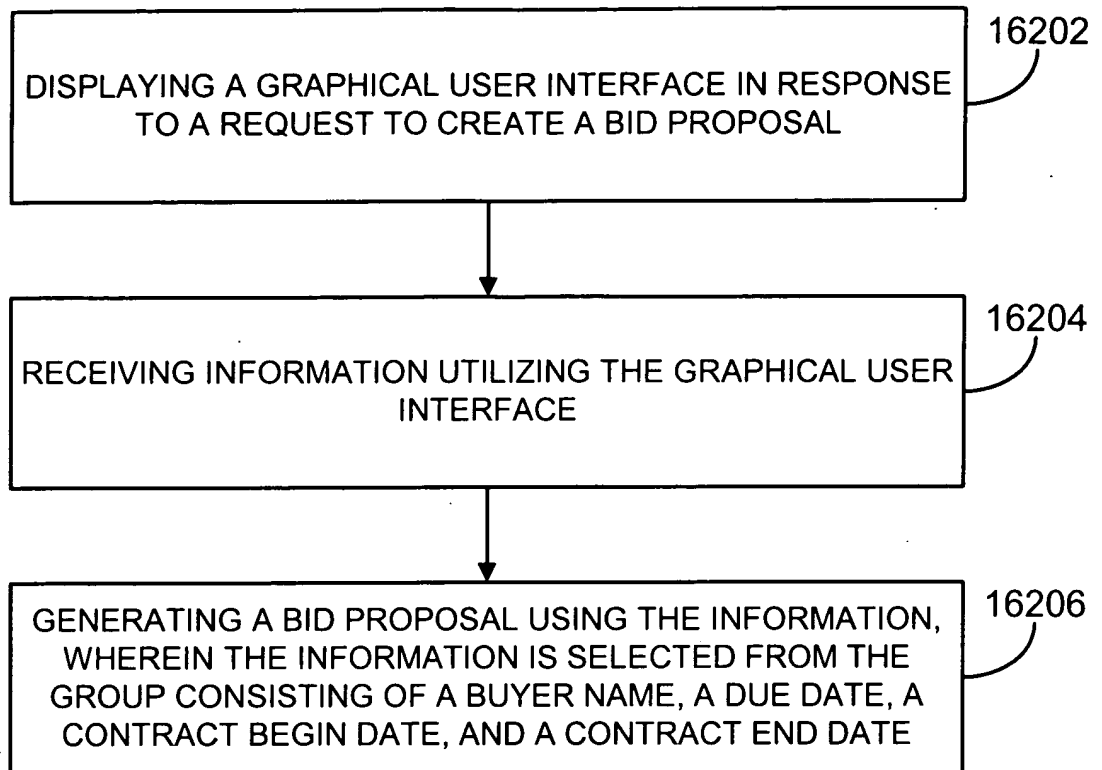 16202
DISPLAYING A GRAPHICAL USER INTERFACE IN RESPONSE
TO A REQUEST TO CREATE A BID PROPOSAL
16204
RECEIVING INFORMATION UTILIZING THE GRAPHICAL USER
INTERFACE
16206
GENERATING A BID PROPOSAL USING THE INFORMATION,
WHEREIN THE INFORMATION IS SELECTED FROM THE
GROUP CONSISTING OF A BUYER NAME, A DUE DATE, A
CONTRACT BEGIN DATE, AND A CONTRACT END DATE